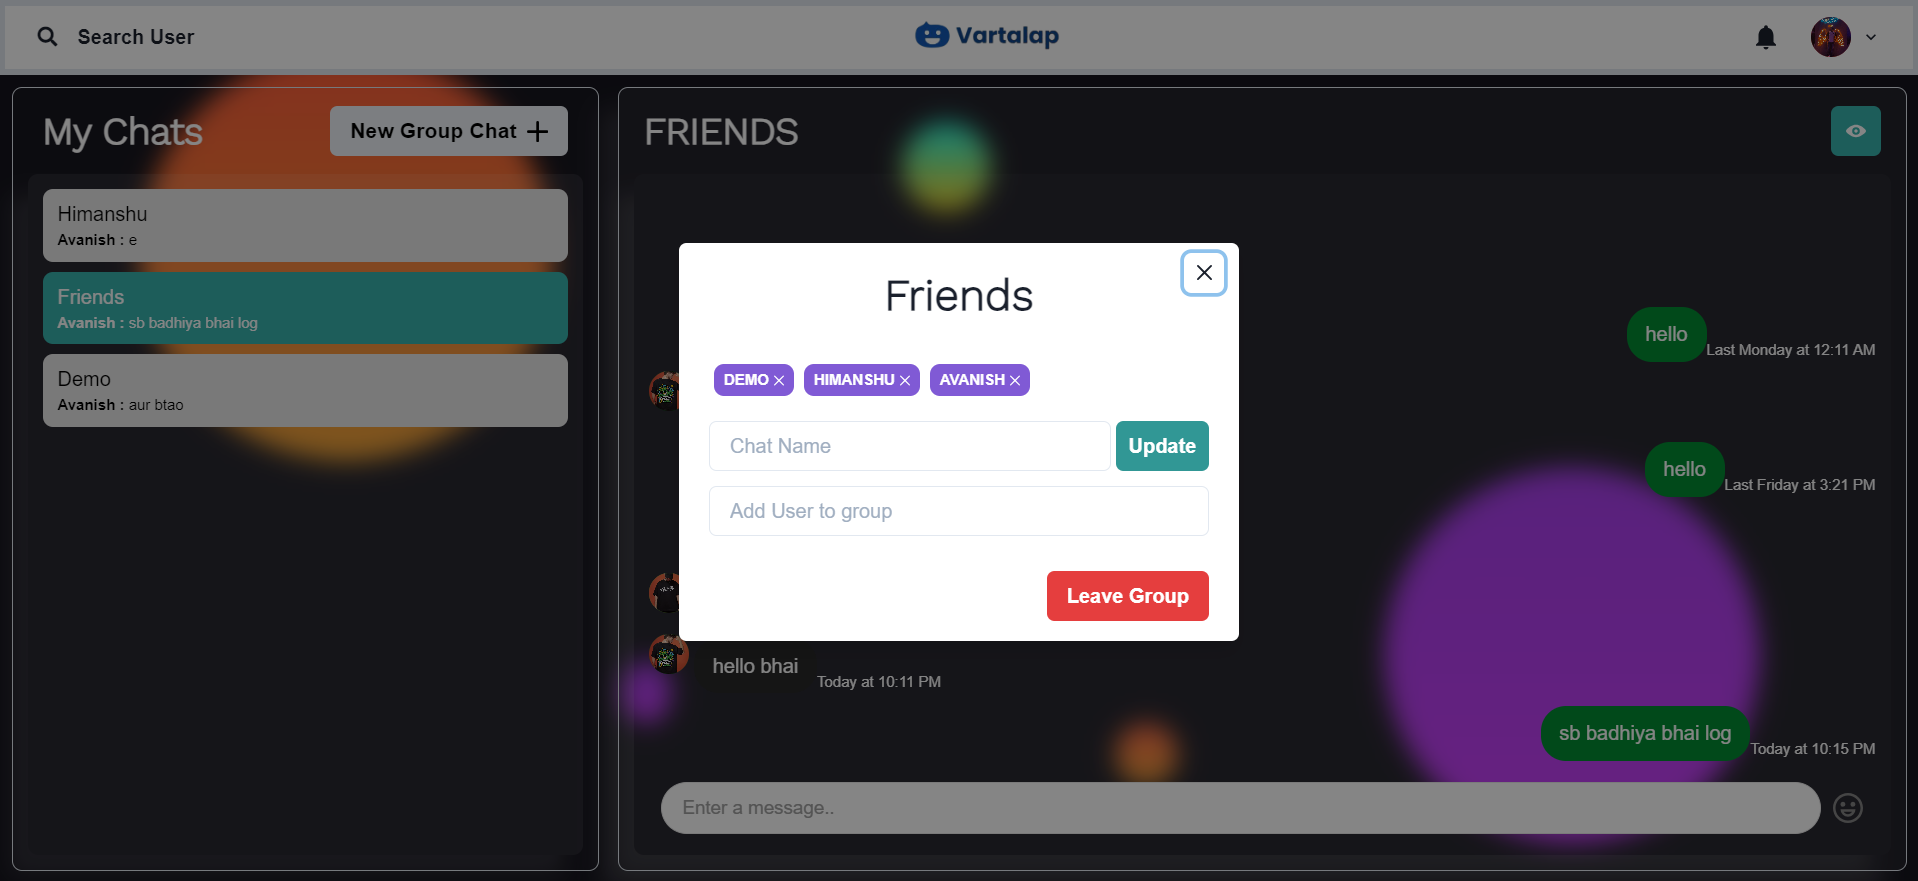 Search User
Vartalap
My Chats
New Group Chat
Himanshu
Avanish : e
Friends
Avanish : sb badhiya bhai log
Demo
Avanish : aur btao
FRIENDS
hello
Last Monday at 12:11 AM
hello
Last Friday at 3:21 PM
hello bhai
Today at 10:11 PM
sb badhiya bhai log
Today at 10:15 PM
Enter a message..
Friends
DEMO
HIMANSHU
AVANISH
Chat Name
Update
Add User to group
Leave Group